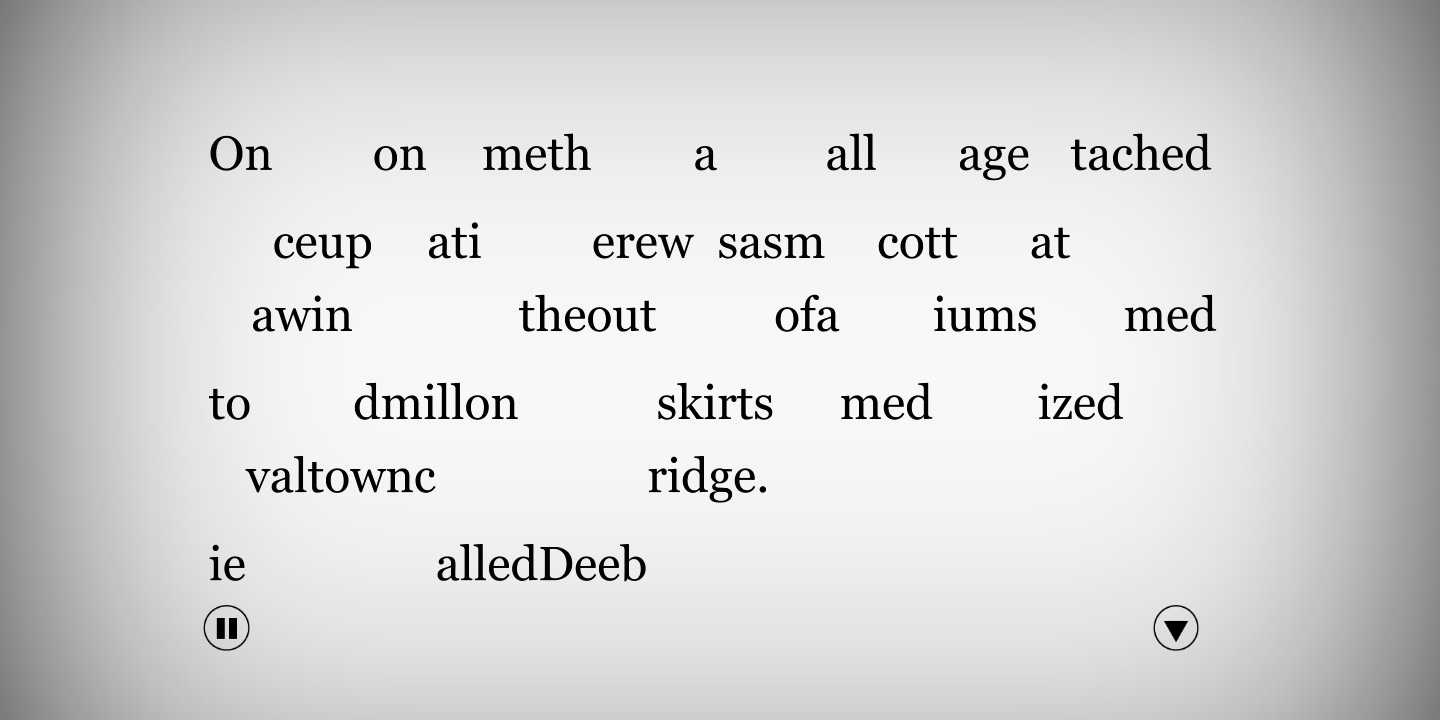 On on meth a all age tached
ceup ati erew sasm cott at
awin theout ofa iums med
to dmillon skirts med ized
valtownc ridge.
ie alledDeeb